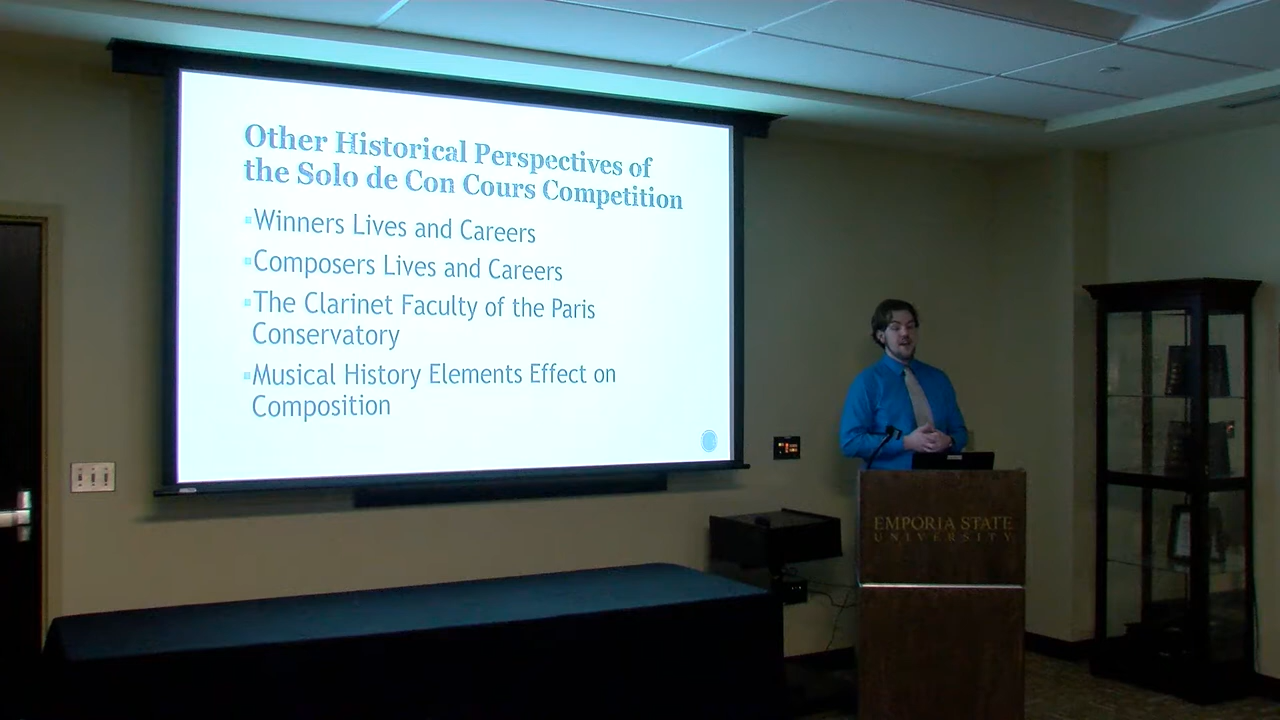 Other Historical Perspectives of
the Solo de Con Cours Competition
Winners Lives and Careers
Composers Lives and Careers
The Clarinet Faculty of the Paris
Conservatory
Musical History Elements Effect on
Composition
EMPORIA STATE
UNIVERSITY